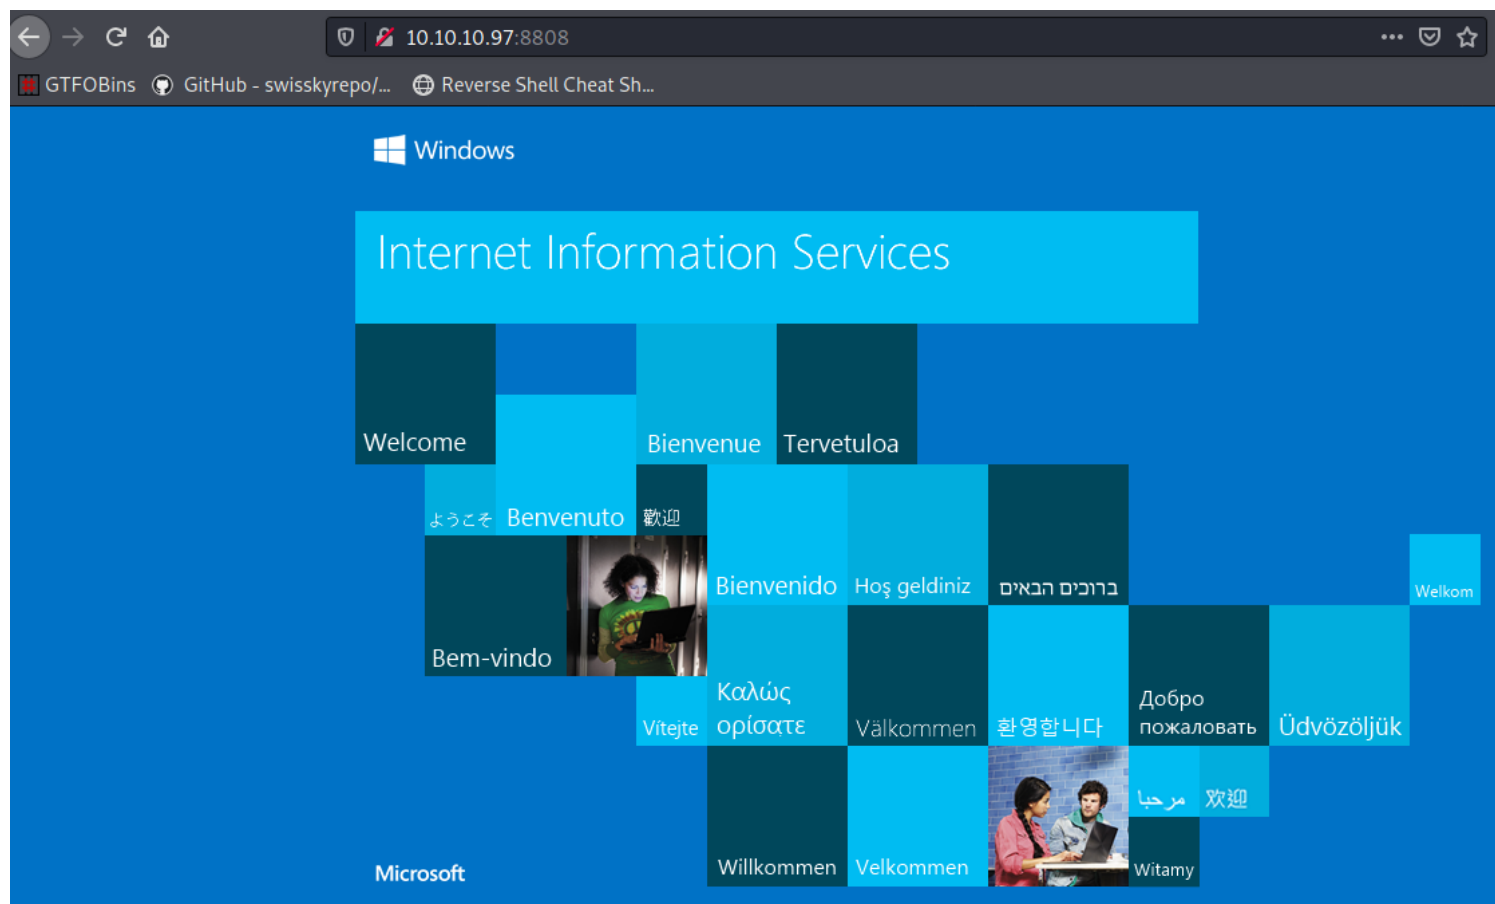 10.10.10.97:8808
GTFOBins
GitHub - swisskyrepo/...
Reverse Shell Cheat Sh...
Windows
Internet Information Services
Welcome
Bienvenue
Tervetuloa
ようこそ
Benvenuto
歡迎
Bienvenido
Hoş geldiniz
ברוכים הבאים
Welkom
Bem-vindo
Vítejte
Καλώς
ορίσατε
Välkommen
환영합니다
Добро
пожаловать
Üdvözöljük
مرحبا
欢迎
Willkommen
Velkommen
Witamy
Microsoft